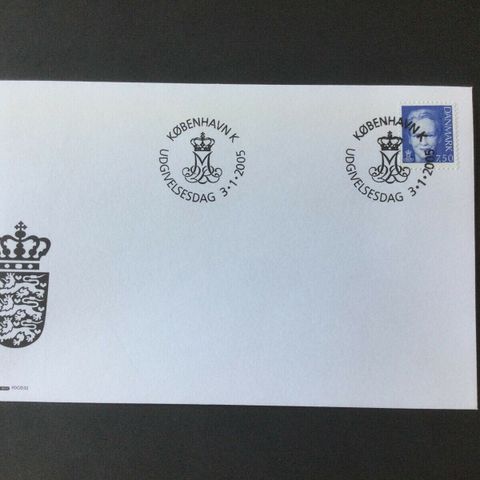 KØBENHAVN K
UDGIVELSESDAG 3·1·2005
KØBENHAVN K
UDGIVELSESDAG 3·1·2005
DANMARK
7.50